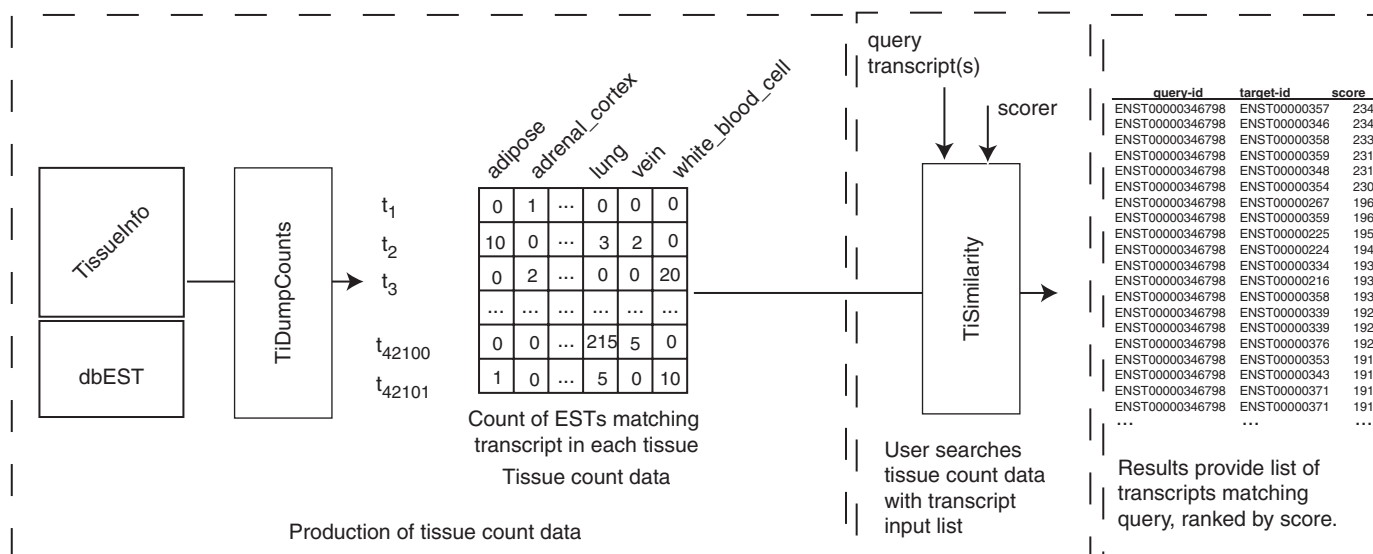 TissueInfo
dbEST
TiDumpCounts
t1
t2
t3
t42100
t42101
adipose
adrenal_cortex
lung
vein
white_blood_cell
0 1 ... 0 0 0
10 0 ... 3 2 0
0 2 ... 0 0 20
... ... ... ... ... ...
0 0 ... 215 5 0
1 0 ... 5 0 10
Count of ESTs matching
transcript in each tissue
Tissue count data
Production of tissue count data
query
transcript(s)
scorer
TiSimilarity
User searches
tissue count data
with transcript
input list
query-id target-id score
ENST00000346798 ENST00000357 234
ENST00000346798 ENST00000346 234
ENST00000346798 ENST00000358 233
ENST00000346798 ENST00000359 231
ENST00000346798 ENST00000348 231
ENST00000346798 ENST00000354 230
ENST00000346798 ENST00000267 196
ENST00000346798 ENST00000359 196
ENST00000346798 ENST00000225 195
ENST00000346798 ENST00000224 194
ENST00000346798 ENST00000334 193
ENST00000346798 ENST00000216 193
ENST00000346798 ENST00000358 193
ENST00000346798 ENST00000339 192
ENST00000346798 ENST00000339 192
ENST00000346798 ENST00000376 192
ENST00000346798 ENST00000353 191
ENST00000346798 ENST00000343 191
ENST00000346798 ENST00000371 191
ENST00000346798 ENST00000371 191
... ... ...
Results provide list of
transcripts matching
query, ranked by score.